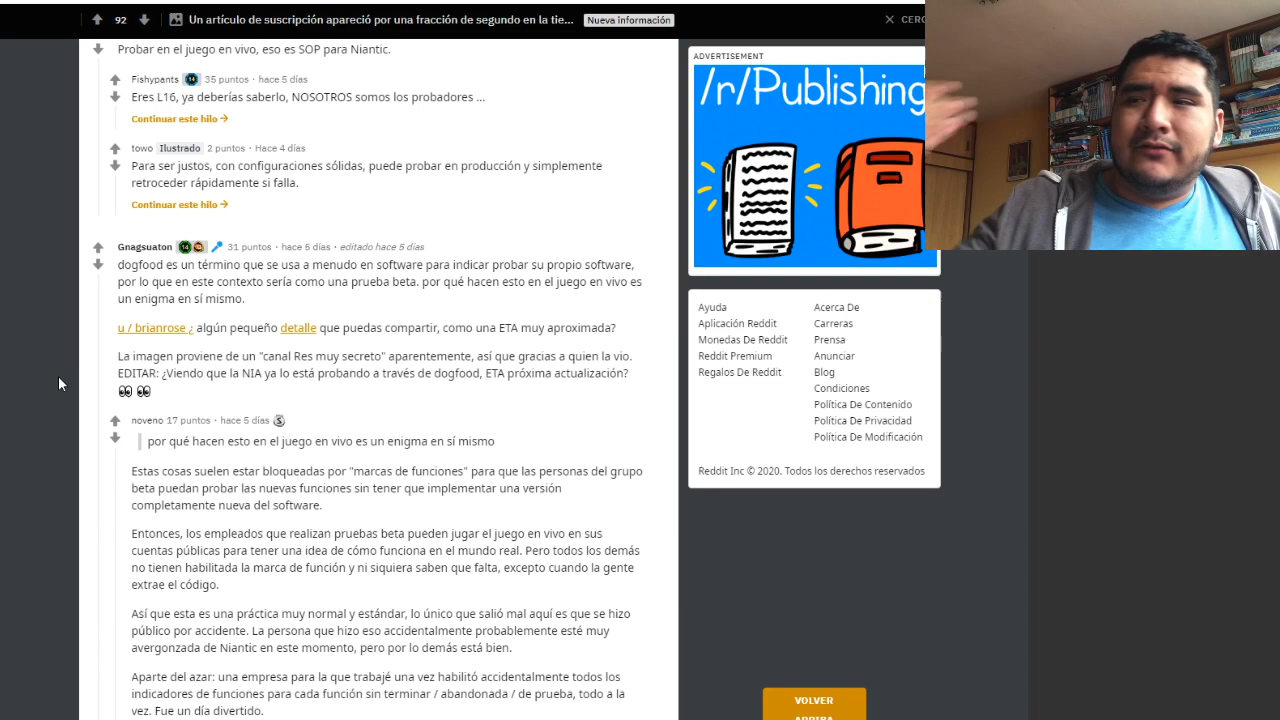 92
Un artículo de suscripción apareció por una fracción de segundo en la tie...
Nueva información
CERC
Probar en el juego en vivo, eso es SOP para Niantic.
Fishypants 14 35 puntos · hace 5 días
Eres L16, ya deberías saberlo, NOSOTROS somos los probadores ...
Continuar este hilo →
towo Ilustrado 2 puntos · Hace 4 días
Para ser justos, con configuraciones sólidas, puede probar en producción y simplemente
retroceder rápidamente si falla.
Continuar este hilo →
Gnagsuaton 14 31 puntos · hace 5 días · editado hace 5 días
dogfood es un término que se usa a menudo en software para indicar probar su propio software,
por lo que en este contexto sería como una prueba beta. por qué hacen esto en el juego en vivo es
un enigma en sí mismo.
u / brianrose ¿ algún pequeño detalle que puedas compartir, como una ETA muy aproximada?
La imagen proviene de un "canal Res muy secreto" aparentemente, así que gracias a quien la vio.
EDITAR: ¿Viendo que la NIA ya lo está probando a través de dogfood, ETA próxima actualización?
👀 👀
noveno 17 puntos · hace 5 días
por qué hacen esto en el juego en vivo es un enigma en sí mismo
Estas cosas suelen estar bloqueadas por "marcas de funciones" para que las personas del grupo
beta puedan probar las nuevas funciones sin tener que implementar una versión
completamente nueva del software.
Entonces, los empleados que realizan pruebas beta pueden jugar el juego en vivo en sus
cuentas públicas para tener una idea de cómo funciona en el mundo real. Pero todos los demás
no tienen habilitada la marca de función y ni siquiera saben que falta, excepto cuando la gente
extrae el código.
Así que esta es una práctica muy normal y estándar, lo único que salió mal aquí es que se hizo
público por accidente. La persona que hizo eso accidentalmente probablemente esté muy
avergonzada de Niantic en este momento, pero por lo demás está bien.
Aparte del azar: una empresa para la que trabajé una vez habilitó accidentalmente todos los
indicadores de funciones para cada función sin terminar / abandonada / de prueba, todo a la
vez. Fue un día divertido.
ADVERTISEMENT
/r/Publishing
Ayuda
Aplicación Reddit
Monedas De Reddit
Reddit Premium
Regalos De Reddit
Acerca De
Carreras
Prensa
Anunciar
Blog
Condiciones
Política De Contenido
Política De Privacidad
Política De Modificación
Reddit Inc © 2020. Todos los derechos reservados
VOLVER
ARRIBA